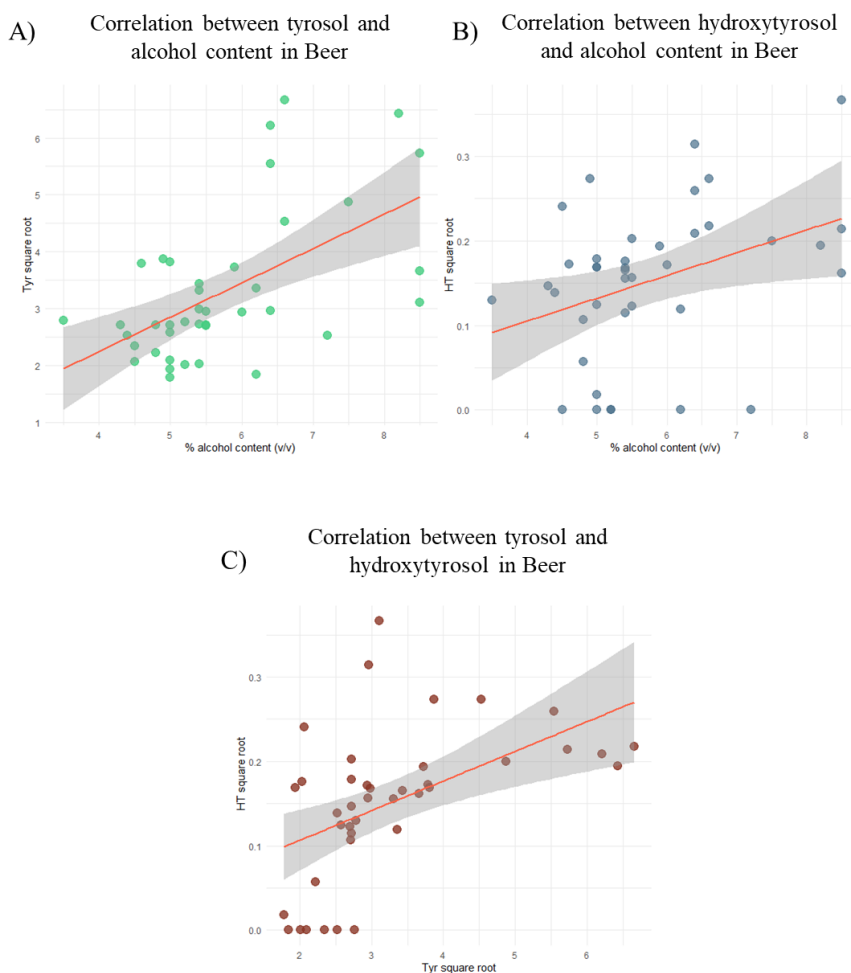 A)
Correlation between tyrosol and
alcohol content in Beer
Tyr square root
6
5
4
3
2
1
4
5
6
7
8
% alcohol content (v/v)
B)
Correlation between hydroxytyrosol
and alcohol content in Beer
HT square root
0.3
0.2
0.1
0.0
4
5
6
7
8
% alcohol content (v/v)
C)
Correlation between tyrosol and
hydroxytyrosol in Beer
HT square root
0.3
0.2
0.1
0.0
2
3
4
5
6
Tyr square root